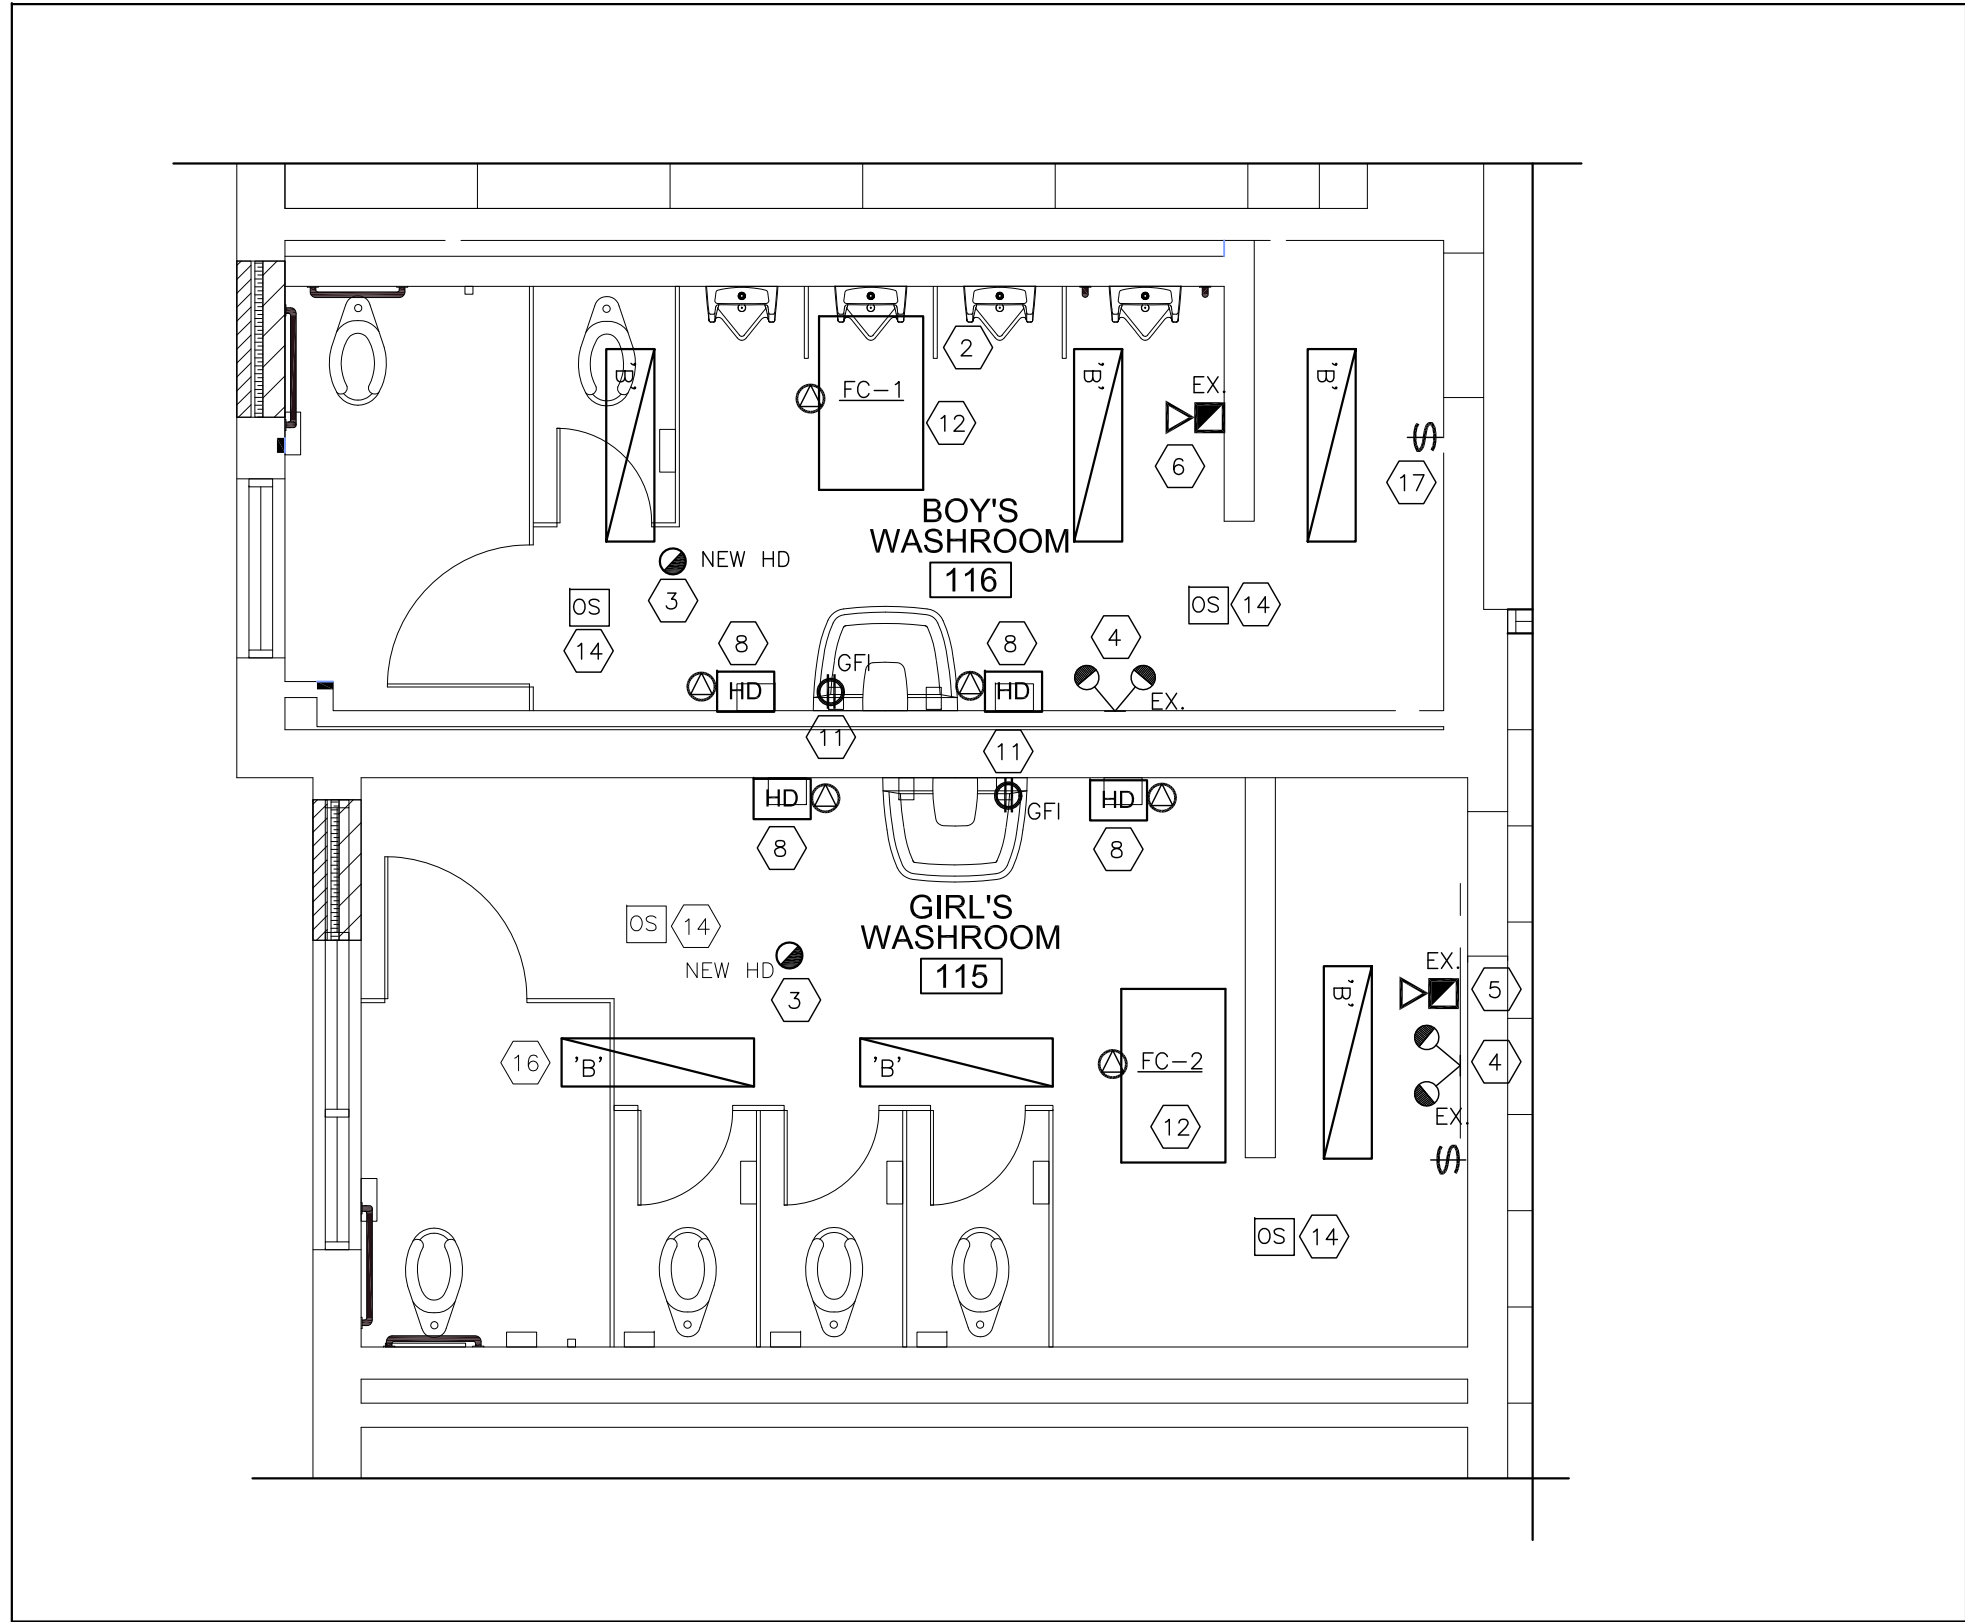 2
'B'
'B'
'B'
FC-1
EX.
12
6
17
BOY'S
WASHROOM
116
NEW HD
3
OS
14
OS
14
8
8
4
GFI
HD
HD
EX.
11
11
HD
HD
GFI
8
8
GIRL'S
WASHROOM
115
OS
14
NEW HD
3
EX.
5
'B'
16
'B'
'B'
FC-2
4
12
EX.
OS
14